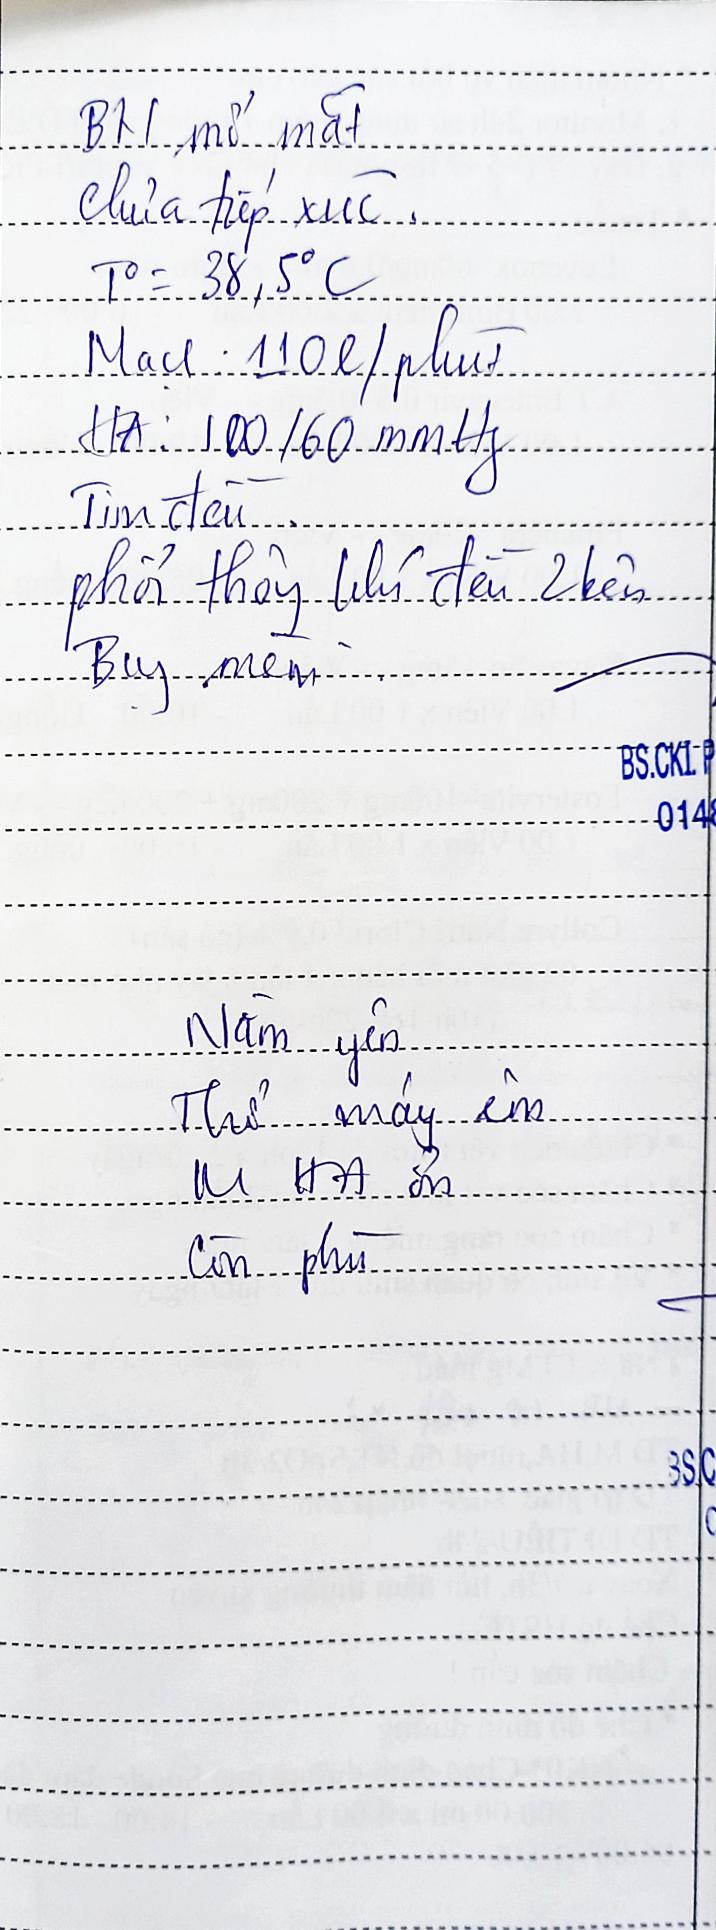 BN mở mắt
chưa tiếp xúc.
T° = 38,5°C
Mạch: 110 l/phút
HA: 100/60 mmHg
Tim đều.
phổi thông khí đều 2 bên
Bụng mềm.
BS.CKI. P
0148
Nằm yên
Thở máy êm
M HA ổn
Còn phù
BS.C